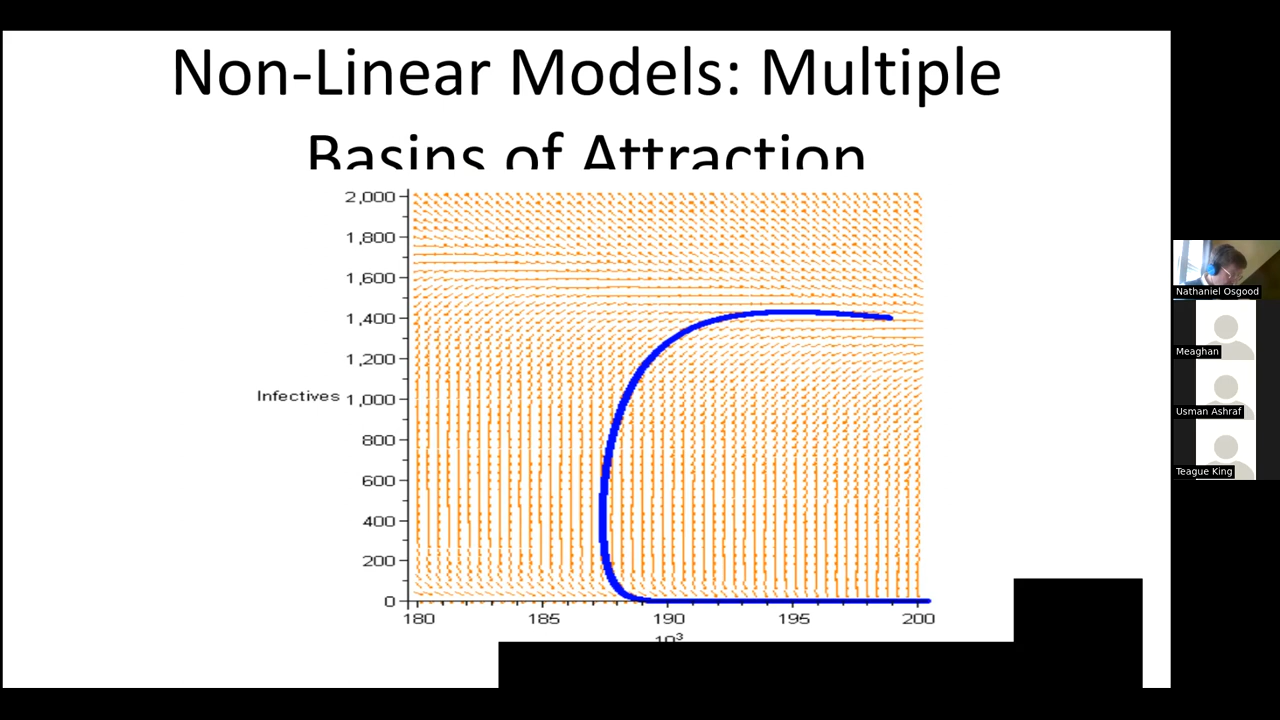 Non-Linear Models: Multiple
Basins of Attraction
2,000
1,800
1,600
1,400
1,200
Infectives 1,000
800
600
400
200
0
180 185 190 195 200
10³
Nathaniel Osgood
Meaghan
Usman Ashraf
Teague King